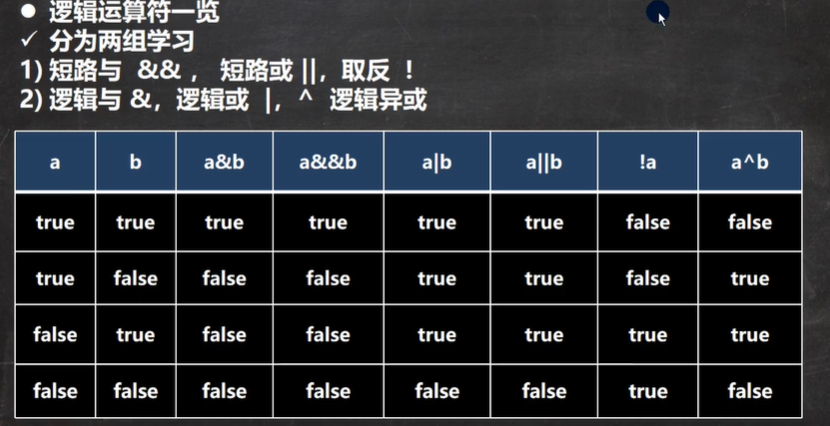 ● 逻辑运算符一览
✓ 分为两组学习
1) 短路与 && ， 短路或 ||，取反 ！
2) 逻辑与 &，逻辑或 |， ^ 逻辑异或
a b a&b a&&b a|b a||b !a a^b
true true true true true true false false
true false false false true true false true
false true false false true true true true
false false false false false false true false